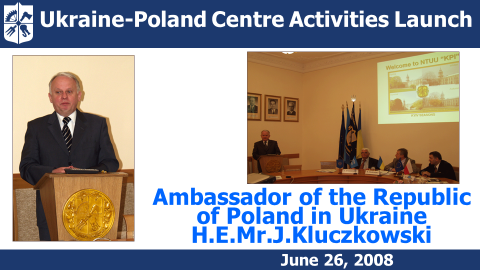 Ukraine-Poland Centre Activities Launch
Welcome to NTUU "KPI"
Ambassador of the Republic
of Poland in Ukraine
H.E.Mr.J.Kluczkowski
June 26, 2008